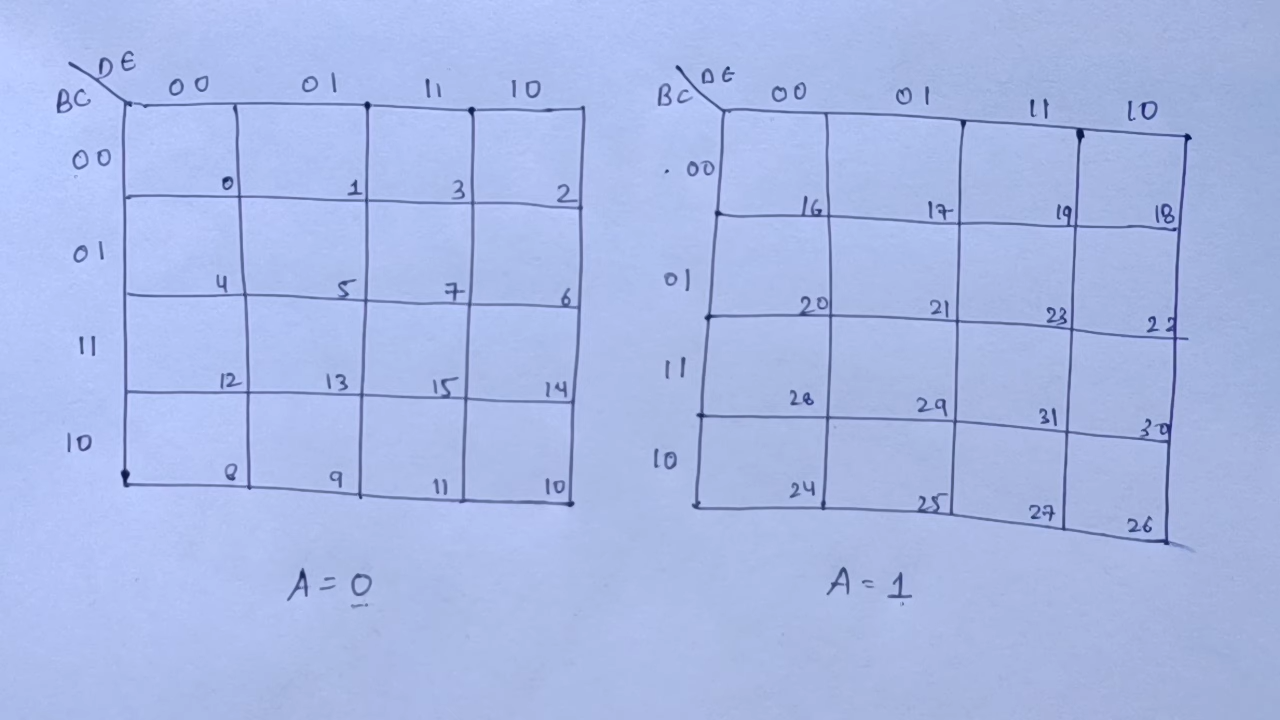 DE
BC 00 01 11 10
00 0 1 3 2
01 4 5 7 6
11 12 13 15 14
10 8 9 11 10
A = 0
DE
BC 00 01 11 10
00 16 17 19 18
01 20 21 23 22
11 28 29 31 30
10 24 25 27 26
A = 1